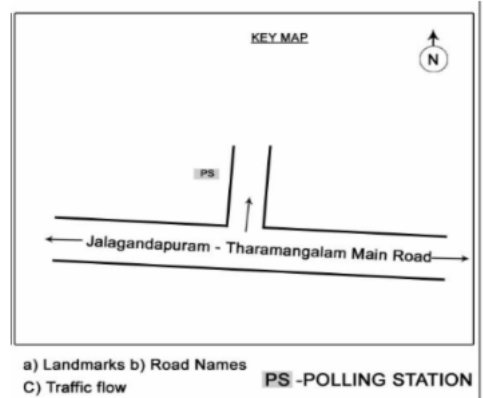 KEY MAP
N
PS
Jalagandapuram - Tharamangalam Main Road
a) Landmarks b) Road Names
C) Traffic flow
PS -POLLING STATION